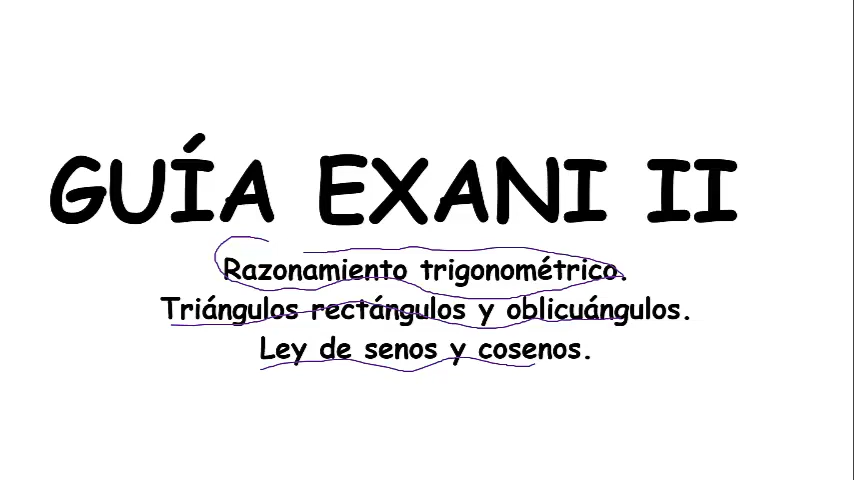 GUÍA EXANI II
Razonamiento trigonométrico.
Triángulos rectángulos y oblicuángulos.
Ley de senos y cosenos.